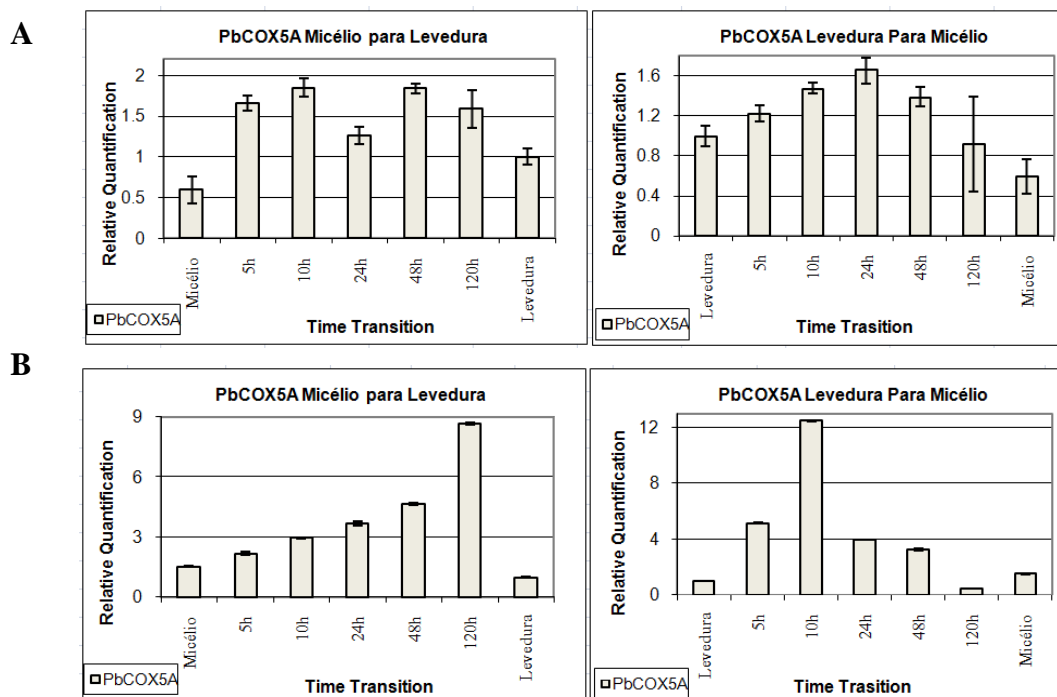 A
PbCOX5A Micélio para Levedura
Relative Quantification
2
1.5
1
0.5
0
Micélio
5h
10h
24h
48h
120h
Levedura
PbCOX5A
Time Transition
PbCOX5A Levedura Para Micélio
Relative Quantification
1.6
1.2
0.8
0.4
0
Levedura
5h
10h
24h
48h
120h
Micélio
PbCOX5A
Time Trasition
B
PbCOX5A Micélio para Levedura
Relative Quantification
9
6
3
0
Micélio
5h
10h
24h
48h
120h
Levedura
PbCOX5A
Time Transition
PbCOX5A Levedura Para Micélio
Relative Quantification
12
8
4
0
Levedura
5h
10h
24h
48h
120h
Micélio
PbCOX5A
Time Transition